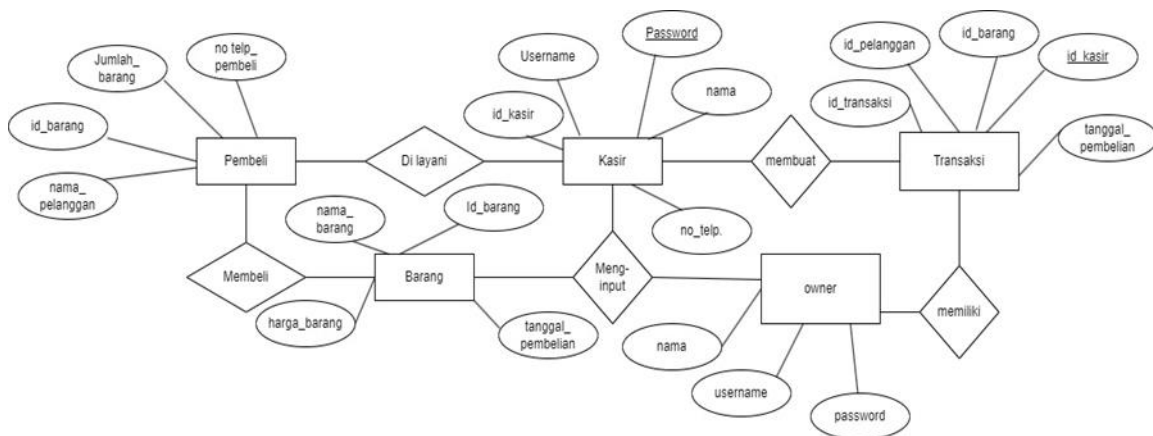 Jumlah_
barang
no telp_
pembeli
id_barang
nama_
pelanggan
Pembeli
Di layani
Username
Password
id_kasir
nama
Kasir
no_telp.
membuat
id_pelanggan
id_barang
id_kasir
id_transaksi
tanggal_
pembelian
Transaksi
Membeli
nama_
barang
Id_barang
Barang
harga_barang
tanggal_
pembelian
Meng-
input
owner
nama
username
password
memiliki